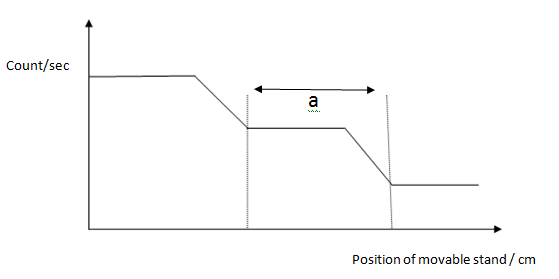 Count/sec
a
Position of movable stand / cm